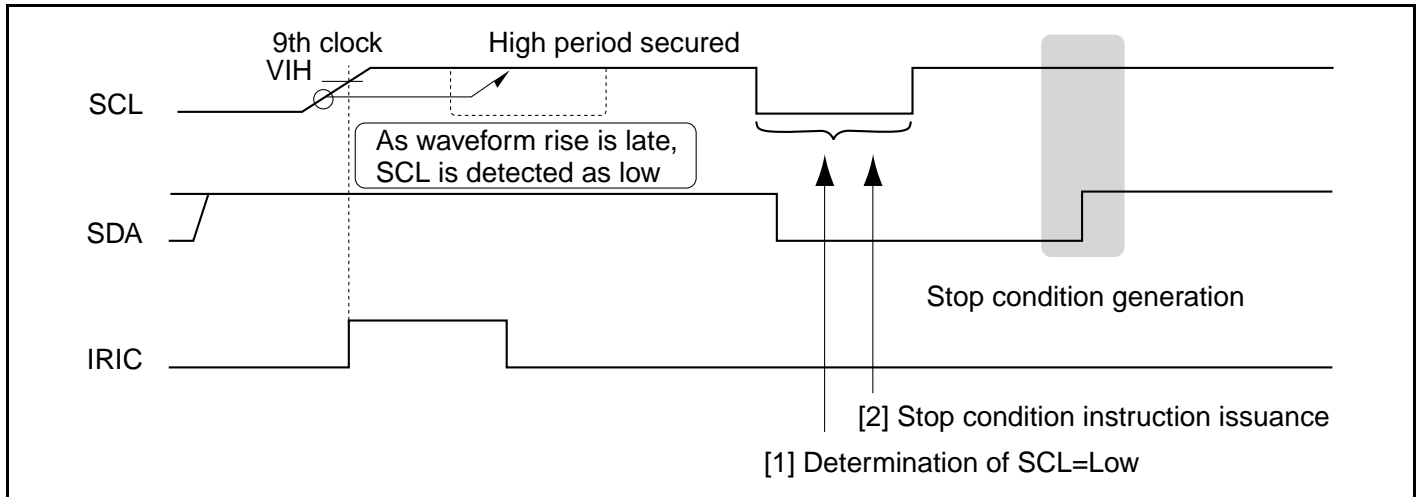 9th clock
VIH
High period secured
SCL
As waveform rise is late,
SCL is detected as low
SDA
Stop condition generation
IRIC
[2] Stop condition instruction issuance
[1] Determination of SCL=Low